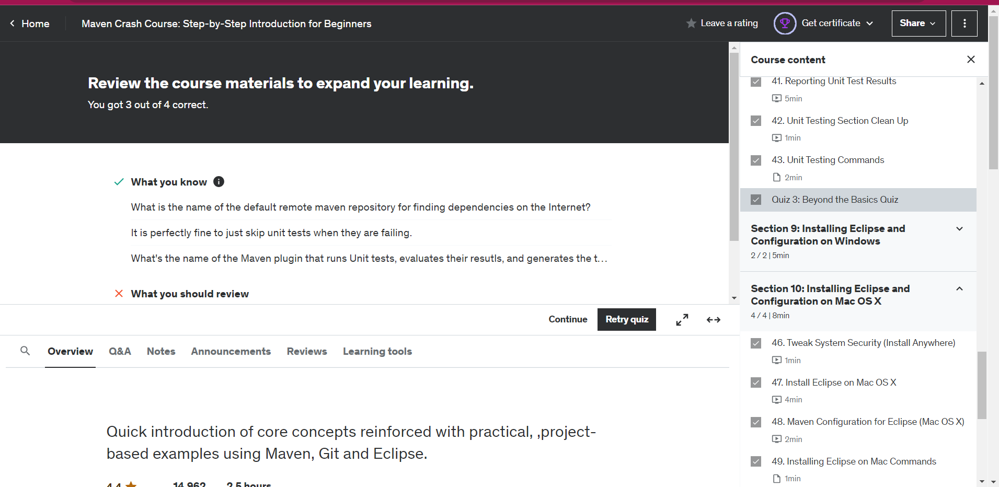 Home
Maven Crash Course: Step-by-Step Introduction for Beginners
Leave a rating
Get certificate
Share
Review the course materials to expand your learning.
You got 3 out of 4 correct.
What you know
What is the name of the default remote maven repository for finding dependencies on the Internet?
It is perfectly fine to just skip unit tests when they are failing.
What's the name of the Maven plugin that runs Unit tests, evaluates their resutls, and generates the t...
What you should review
Continue
Retry quiz
Overview
Q&A
Notes
Announcements
Reviews
Learning tools
Quick introduction of core concepts reinforced with practical, ,project-
based examples using Maven, Git and Eclipse.
4.4
14,962
2.5 hours
Course content
41. Reporting Unit Test Results
5min
42. Unit Testing Section Clean Up
1min
43. Unit Testing Commands
2min
Quiz 3: Beyond the Basics Quiz
Section 9: Installing Eclipse and
Configuration on Windows
2 / 2 | 5min
Section 10: Installing Eclipse and
Configuration on Mac OS X
4 / 4 | 8min
46. Tweak System Security (Install Anywhere)
1min
47. Install Eclipse on Mac OS X
4min
48. Maven Configuration for Eclipse (Mac OS X)
2min
49. Installing Eclipse on Mac Commands
1min